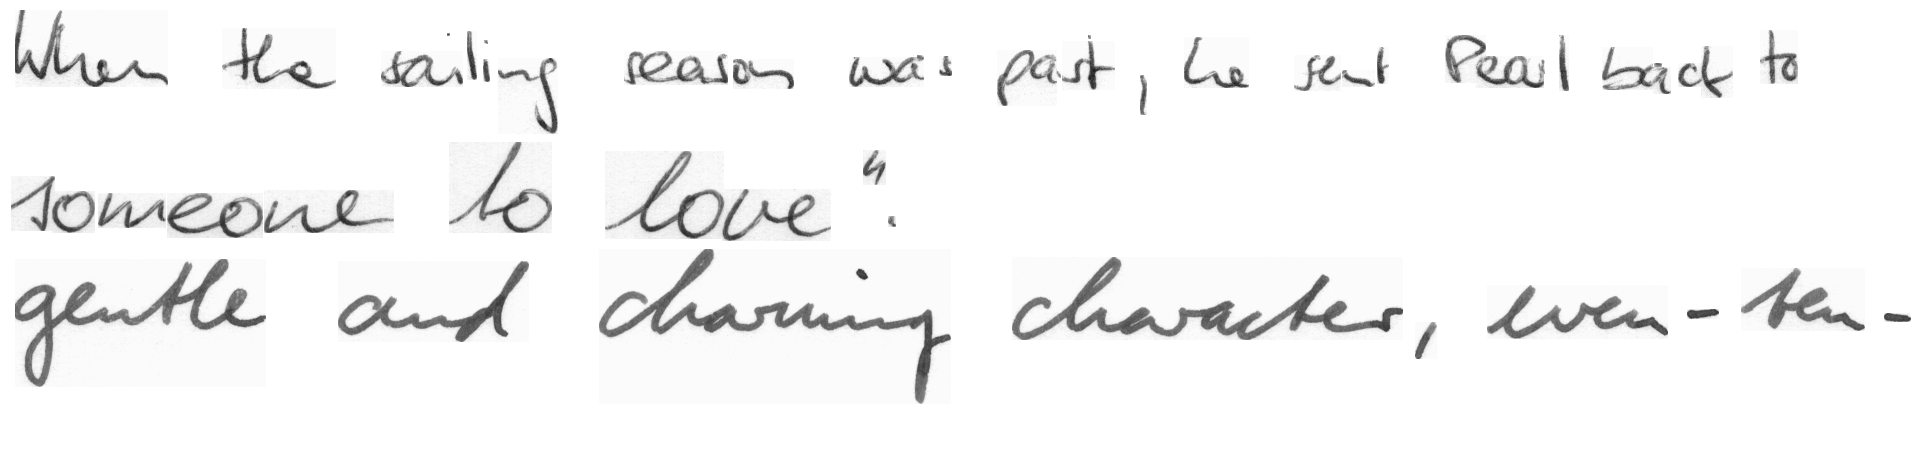 When the sailing season was past, he sent Pearl back to
someone to love".
gentle and charming character, even-tem-